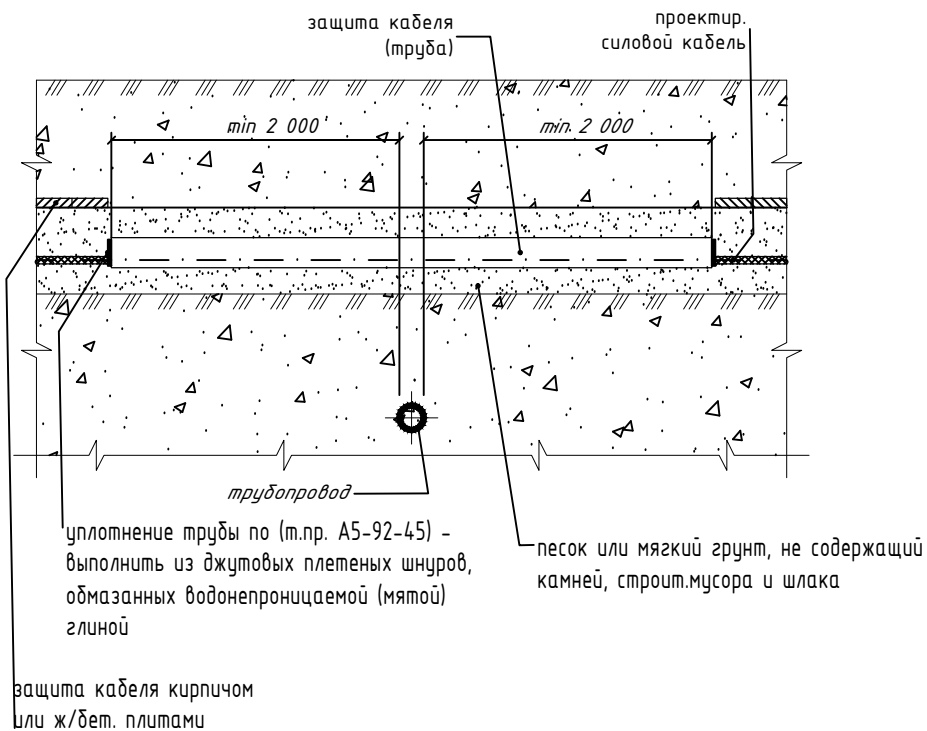 защита кабеля
(труба)
проектир.
силовой кабель
min 2 000
min 2 000
трубопровод
уплотнение трубы по (т.пр. А5-92-45) -
выполнить из джутовых плетеных шнуров,
обмазанных водонепроницаемой (мятой)
глиной
песок или мягкий грунт, не содержащий
камней, строит.мусора и шлака
защита кабеля кирпичом
или ж/бет. плитами